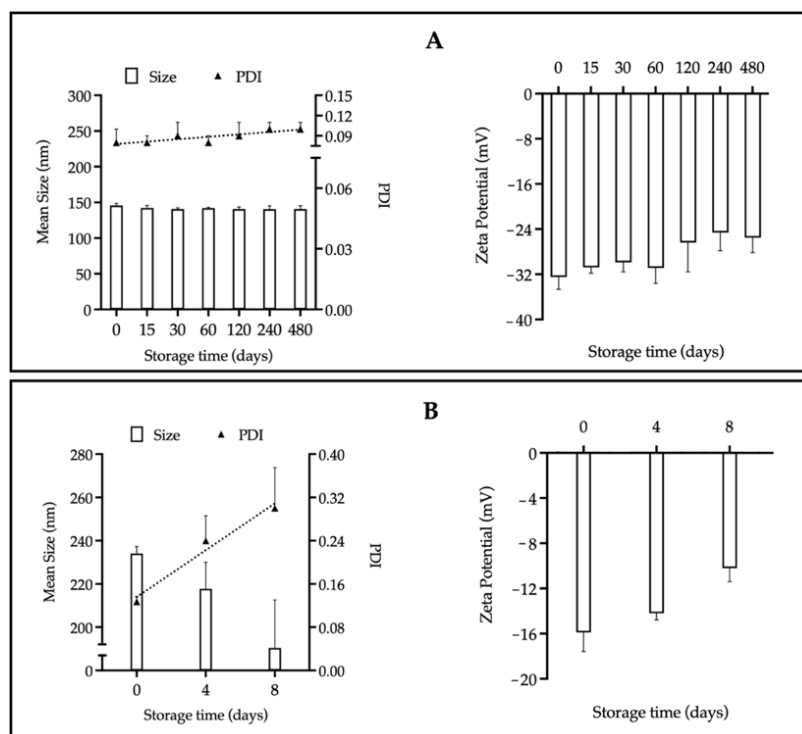 A
Size PDI
Mean Size (nm)
300
250
200
150
100
50
0
0.15
0.12
0.09
0.06
0.03
0.00
PDI
0 15 30 60 120 240 480
Storage time (days)
0 15 30 60 120 240 480
Zeta Potential (mV)
0
−8
−16
−24
−32
−40
Storage time (days)
B
Size PDI
Mean Size (nm)
280
260
240
220
200
0
0.40
0.32
0.24
0.16
0.08
0.00
PDI
0 4 8
Storage time (days)
0 4 8
Zeta Potential (mV)
0
−4
−8
−12
−16
−20
Storage time (days)